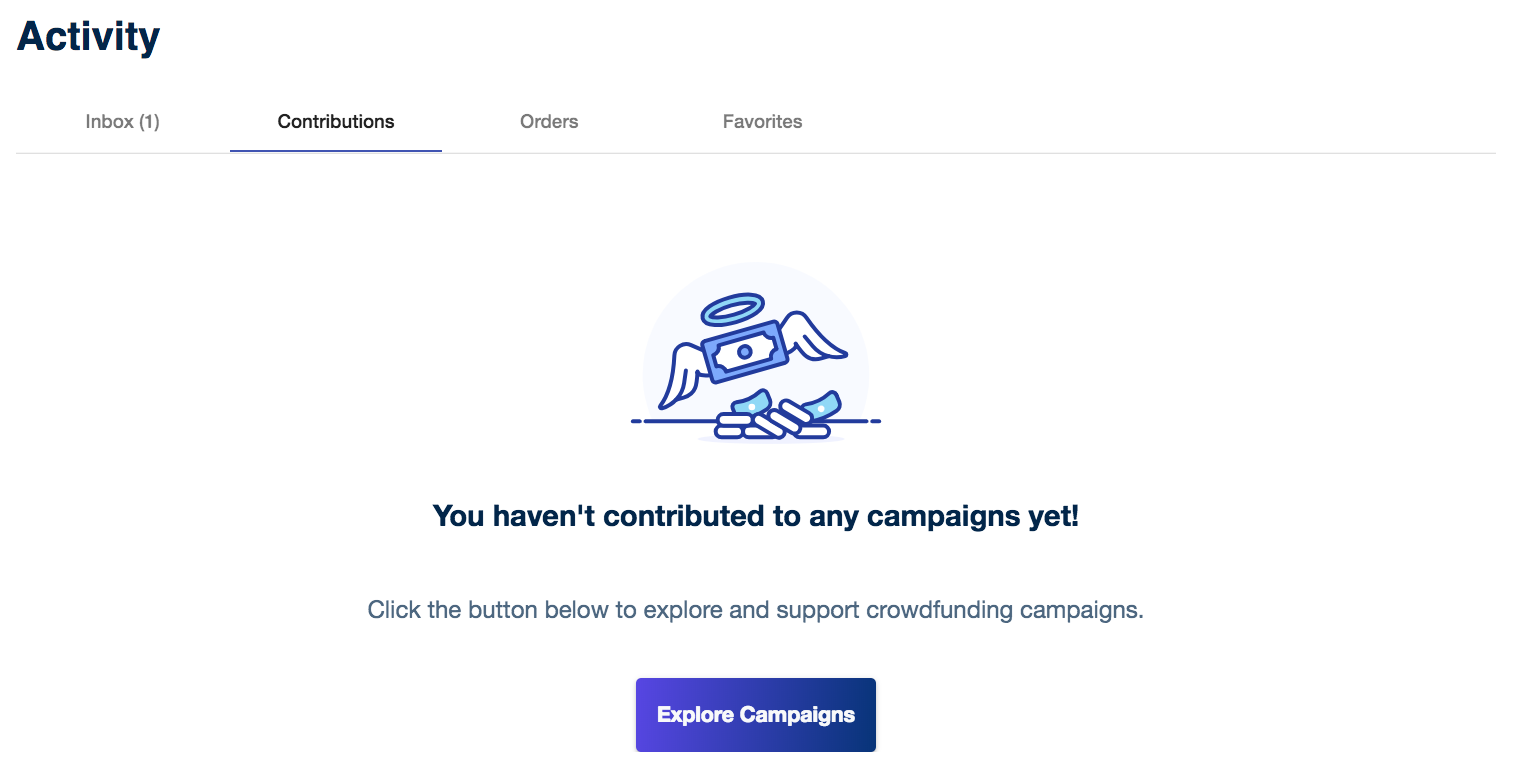 Activity
Inbox (1) Contributions Orders Favorites
You haven't contributed to any campaigns yet!
Click the button below to explore and support crowdfunding campaigns.
Explore Campaigns